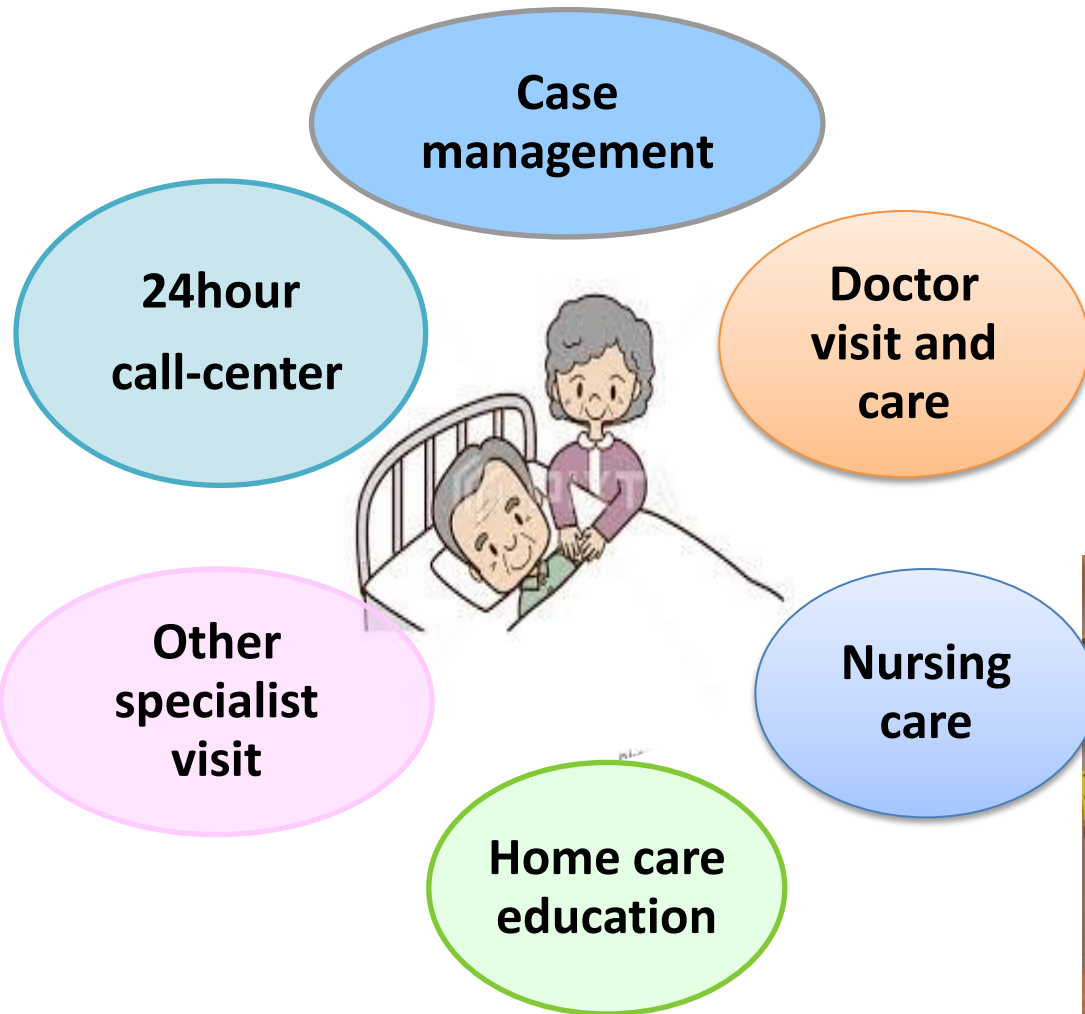 Case
management
24hour
call-center
Doctor
visit and
care
Other
specialist
visit
Nursing
care
Home care
education